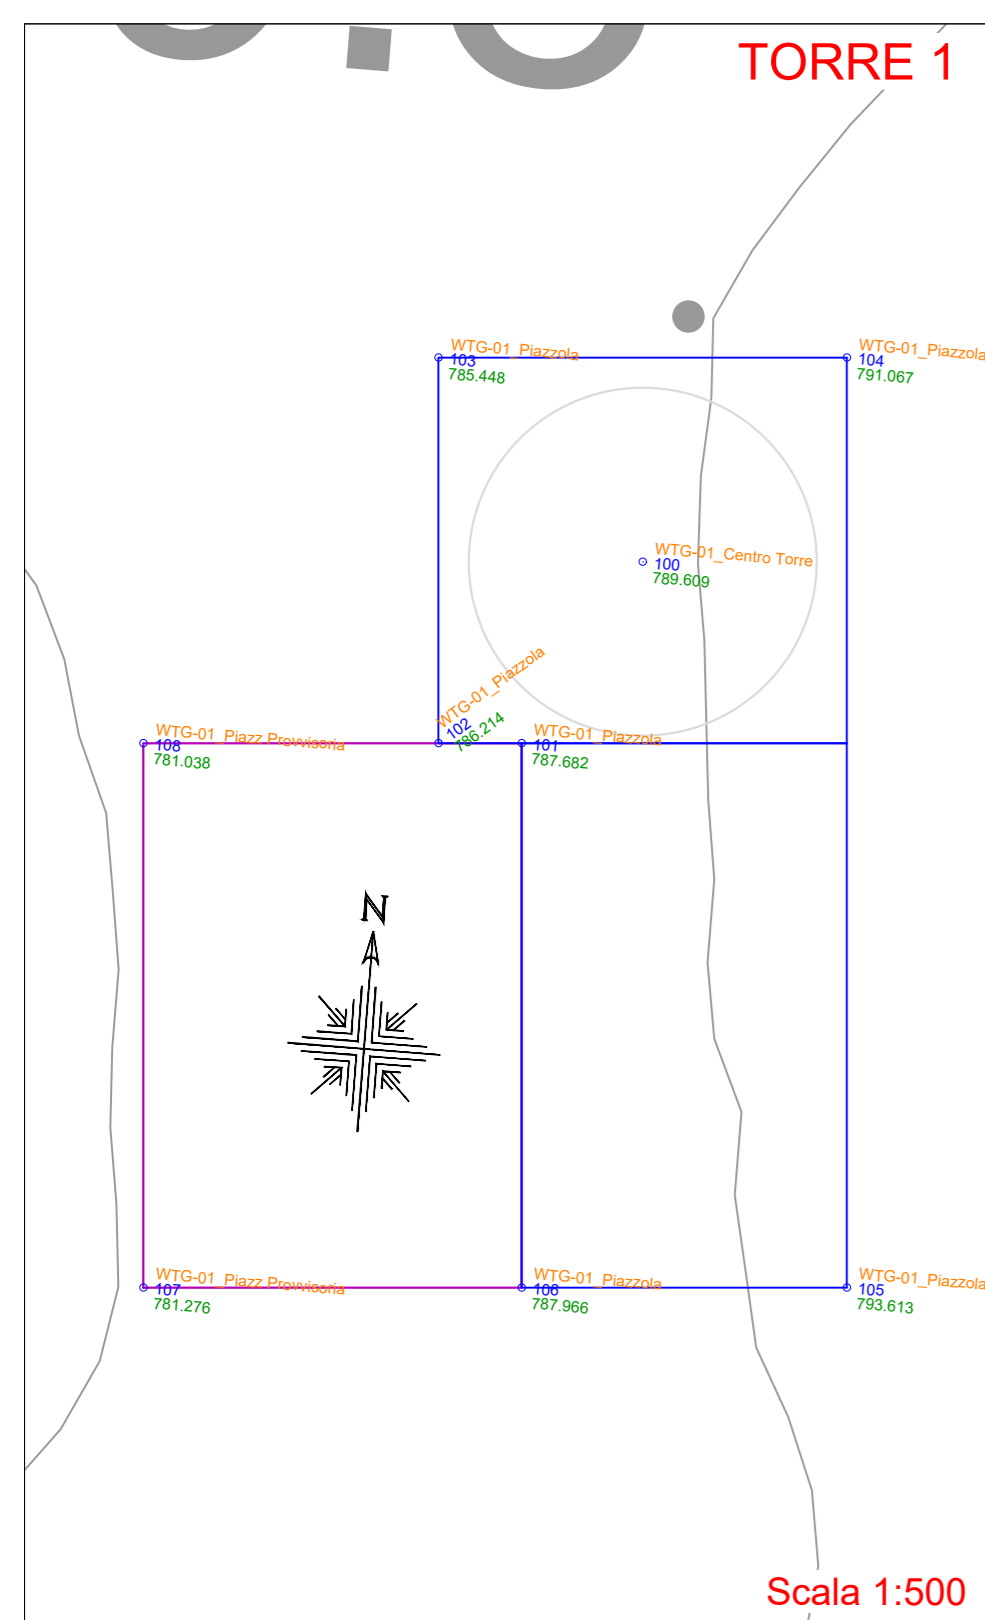 TORRE 1
WTG-01_Piazzola
103
785.448
WTG-01_Piazzola
104
791.067
WTG-01_Centro Torre
100
789.609
WTG-01_Piazzola
102
786.214
WTG-01_Piazz.Provvisoria
108
781.038
WTG-01_Piazzola
101
787.682
N
WTG-01_Piazz.Provvisoria
107
781.276
WTG-01_Piazzola
106
787.966
WTG-01_Piazzola
105
793.613
Scala 1:500